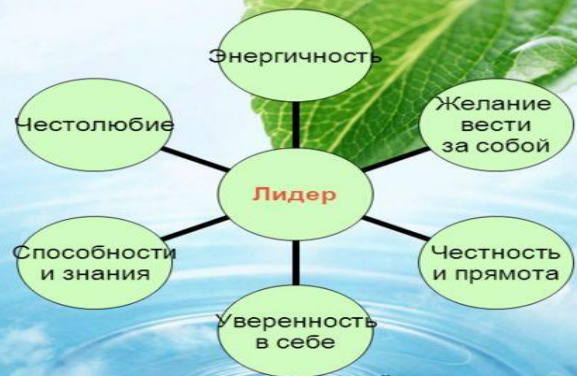 Энергичность
Честолюбие
Желание
вести
за собой
Лидер
Способности
и знания
Честность
и прямота
Уверенность
в себе